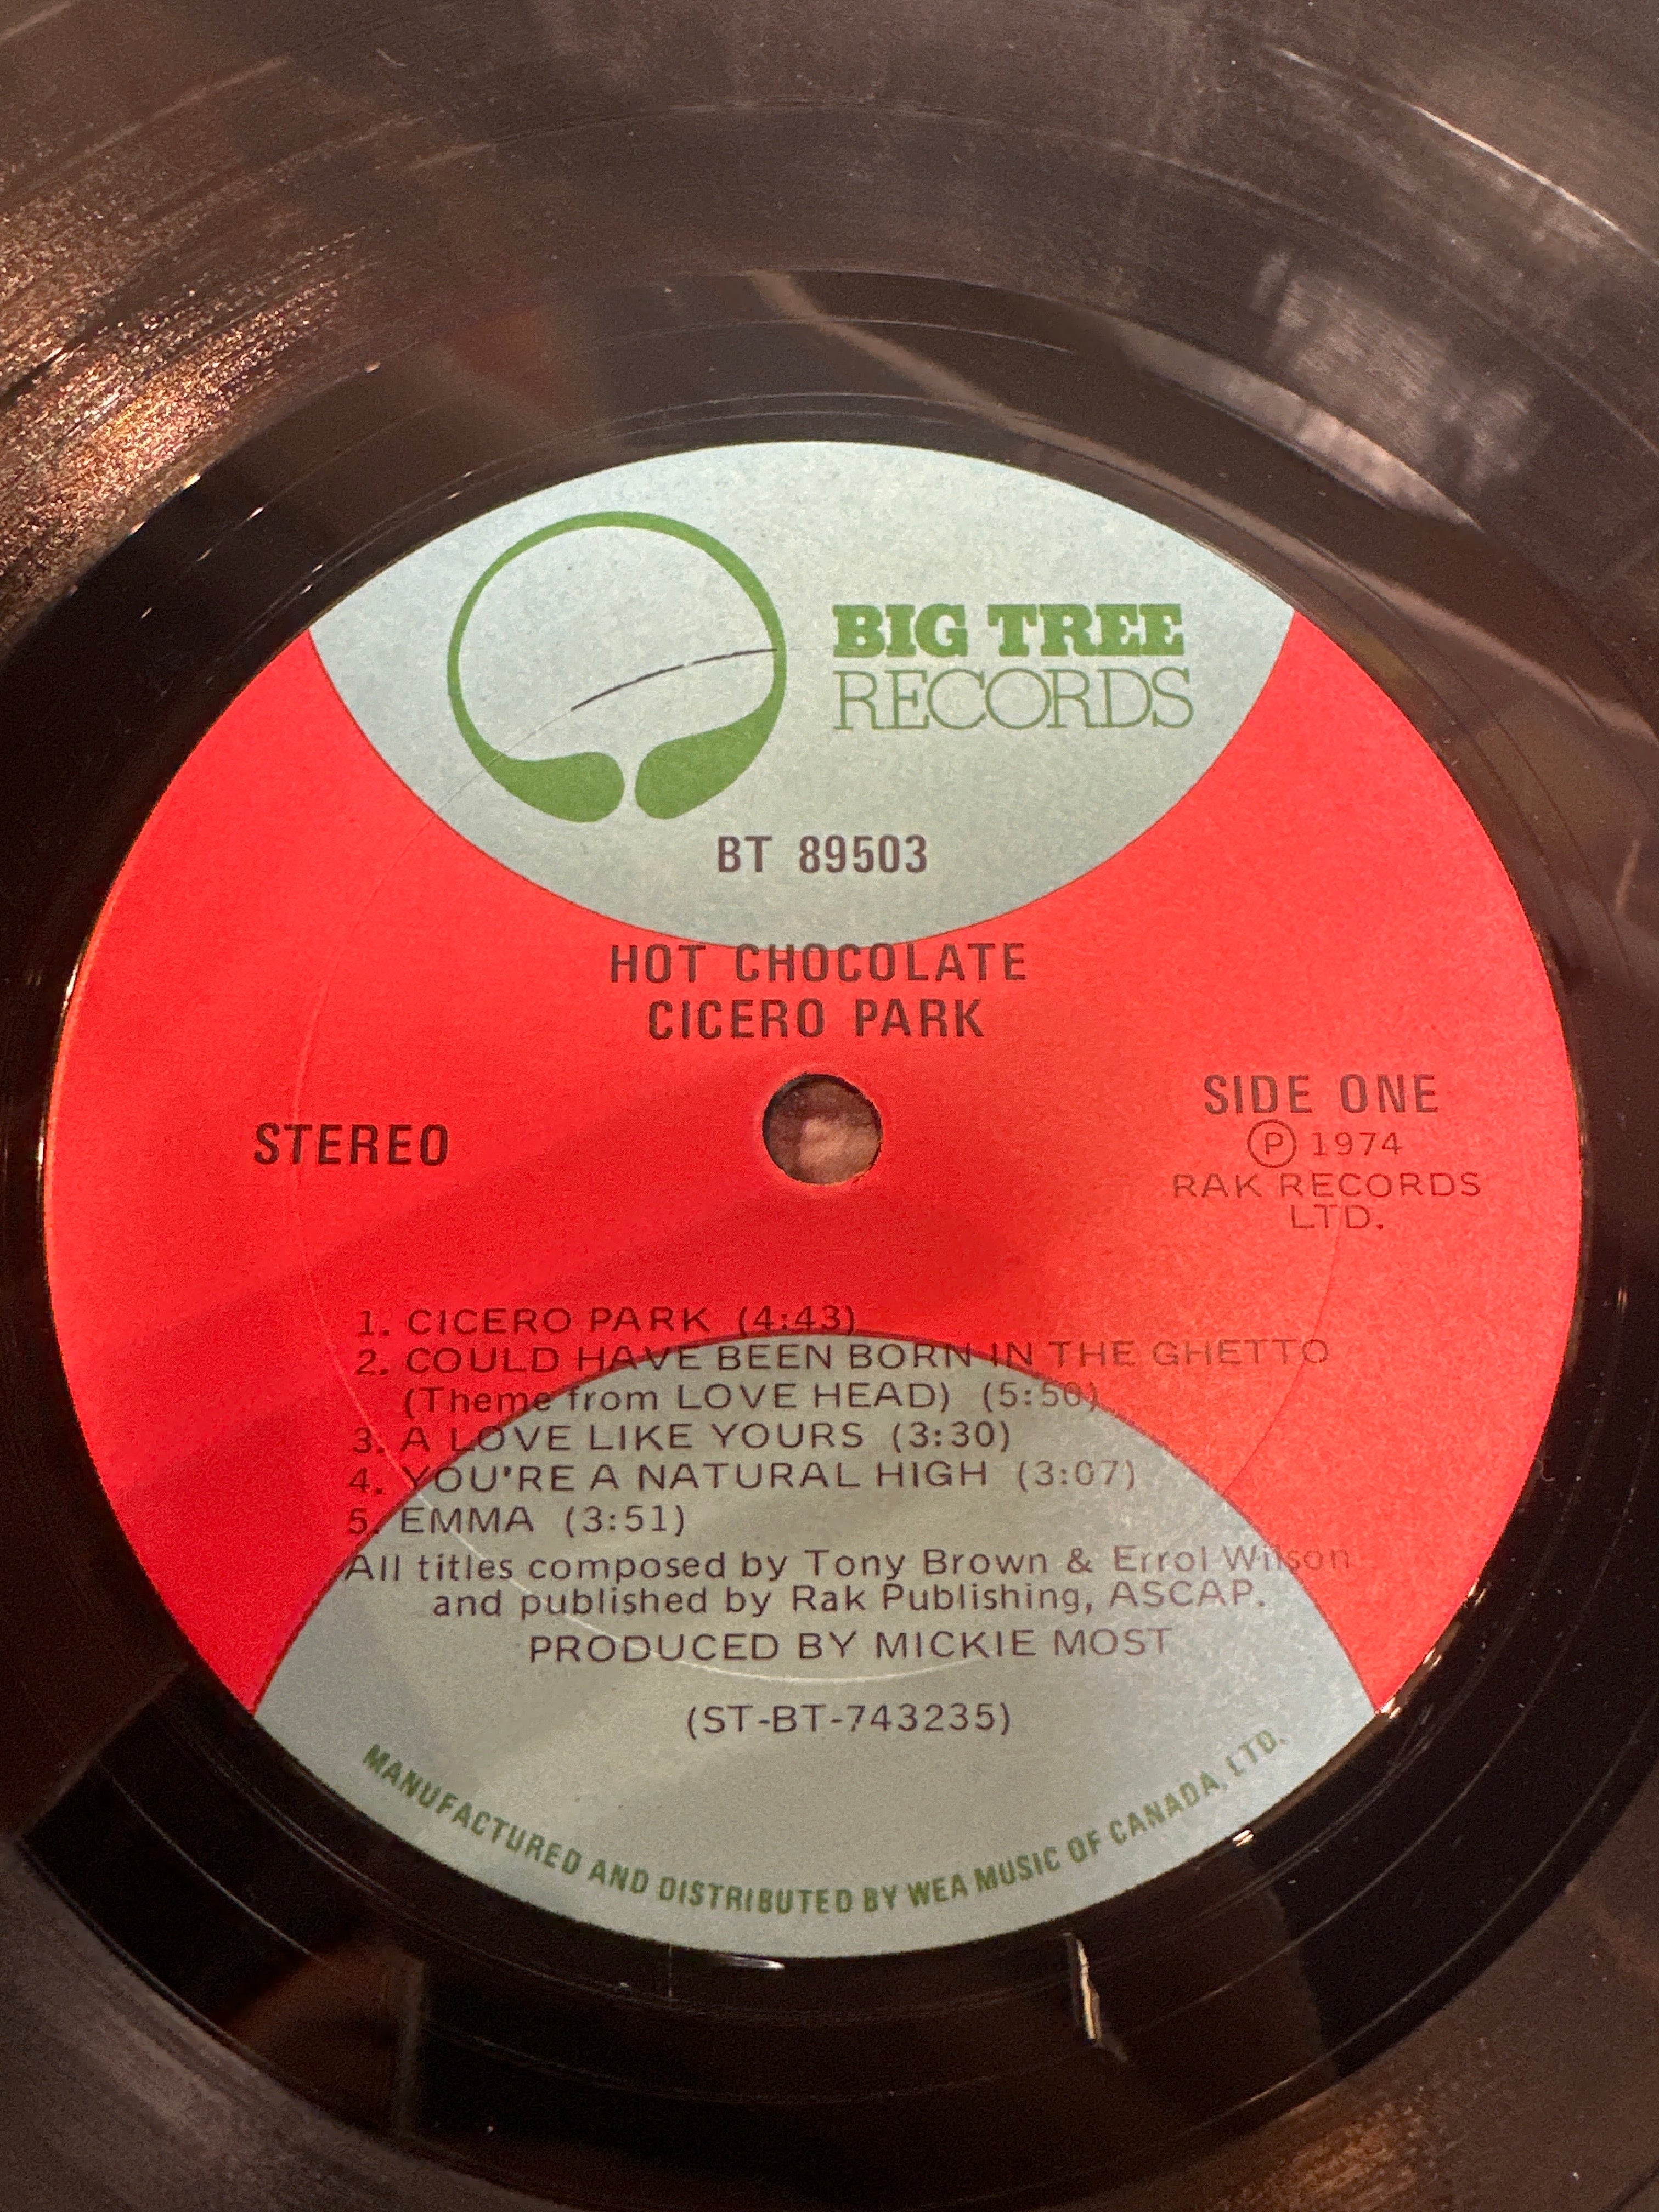 BIG TREE
RECORDS
BT 89503
HOT CHOCOLATE
CICERO PARK
STEREO
SIDE ONE
Ⓟ 1974
RAK RECORDS
LTD.
1. CICERO PARK (4:43)
2. COULD HAVE BEEN BORN IN THE GHETTO
(Theme from LOVE HEAD) (5:50)
3. A LOVE LIKE YOURS (3:30)
4. YOU'RE A NATURAL HIGH (3:07)
5. EMMA (3:51)
All titles composed by Tony Brown & Errol Wilson
and published by Rak Publishing, ASCAP.
PRODUCED BY MICKIE MOST
(ST-BT-743235)
MANUFACTURED AND DISTRIBUTED BY WEA MUSIC OF CANADA, LTD.